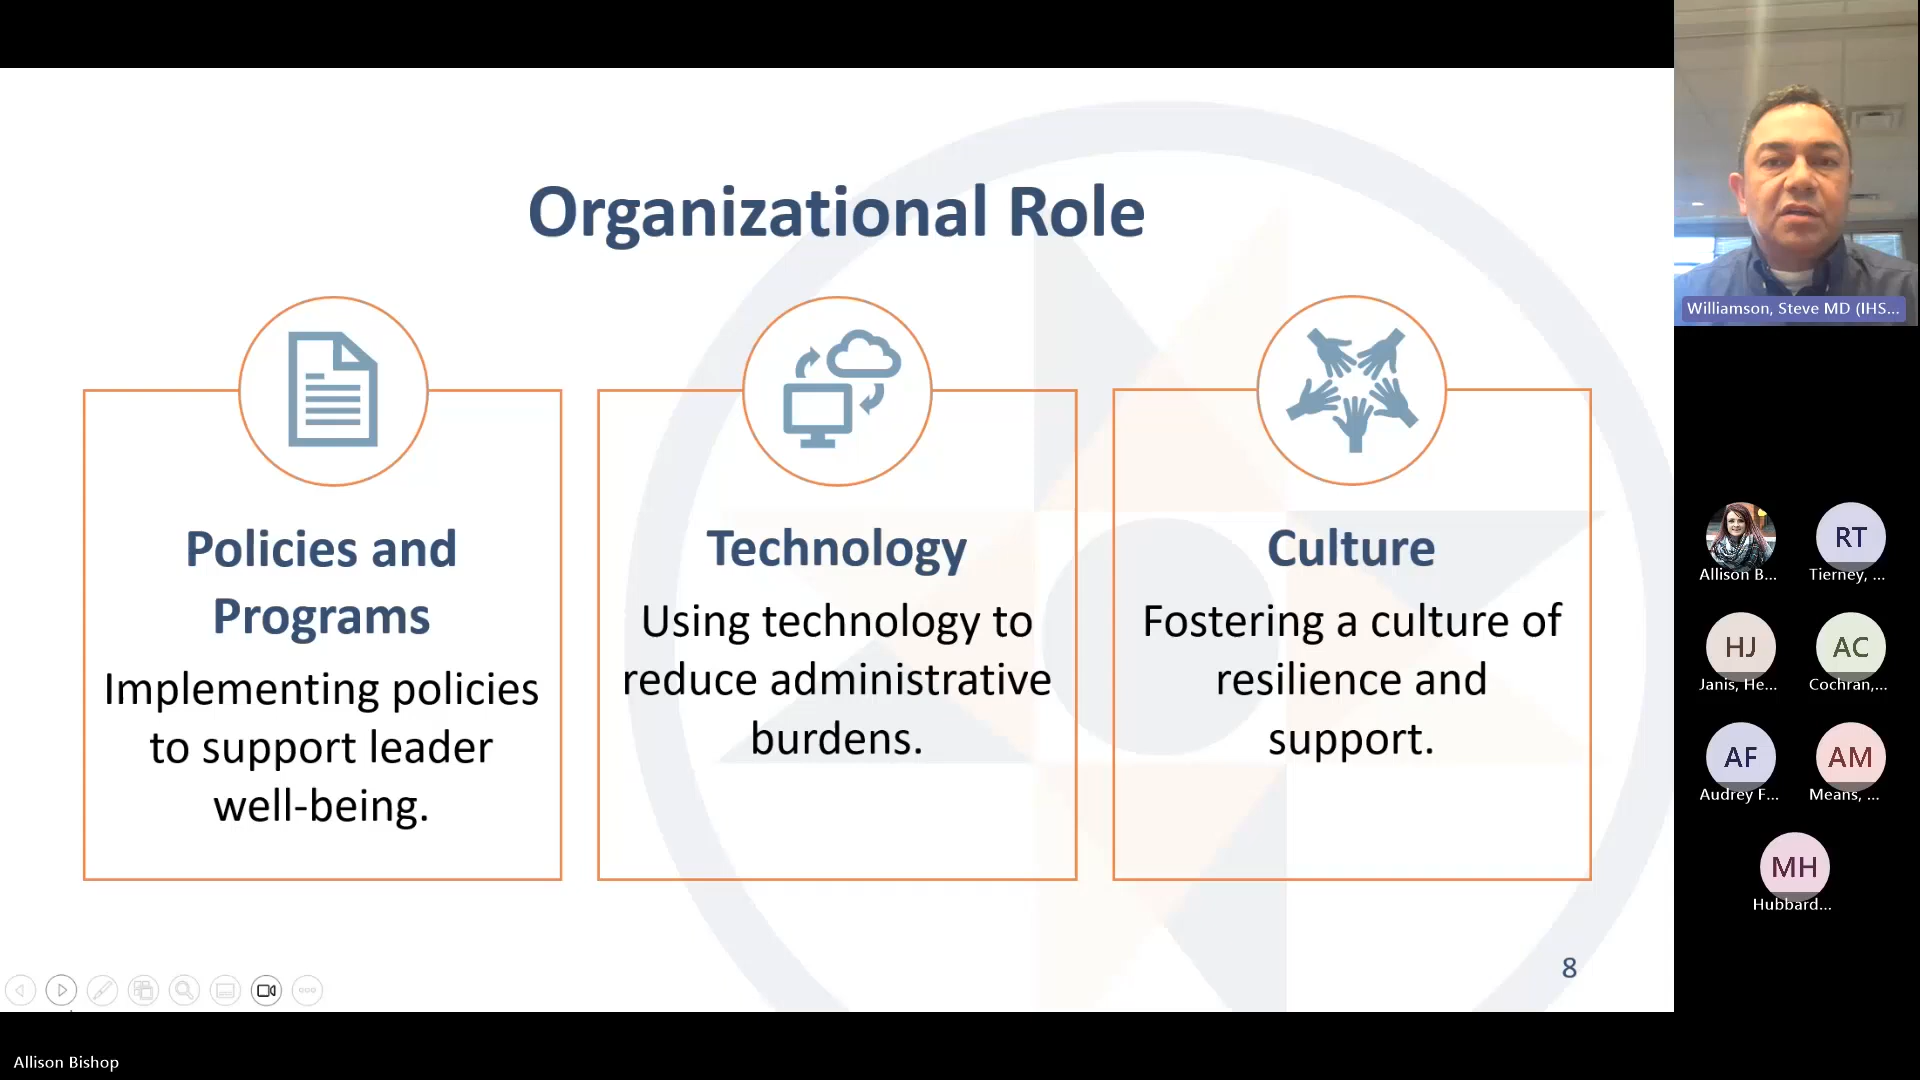 Organizational Role
Policies and
Programs
Implementing policies
to support leader
well-being.
Technology
Using technology to
reduce administrative
burdens.
Culture
Fostering a culture of
resilience and
support.
8
Williamson, Steve MD (IHS...
Allison B...
RT
Tierney, ...
HJ
Janis, He...
AC
Cochran,...
AF
Audrey F...
AM
Means, ...
MH
Hubbard...
Allison Bishop